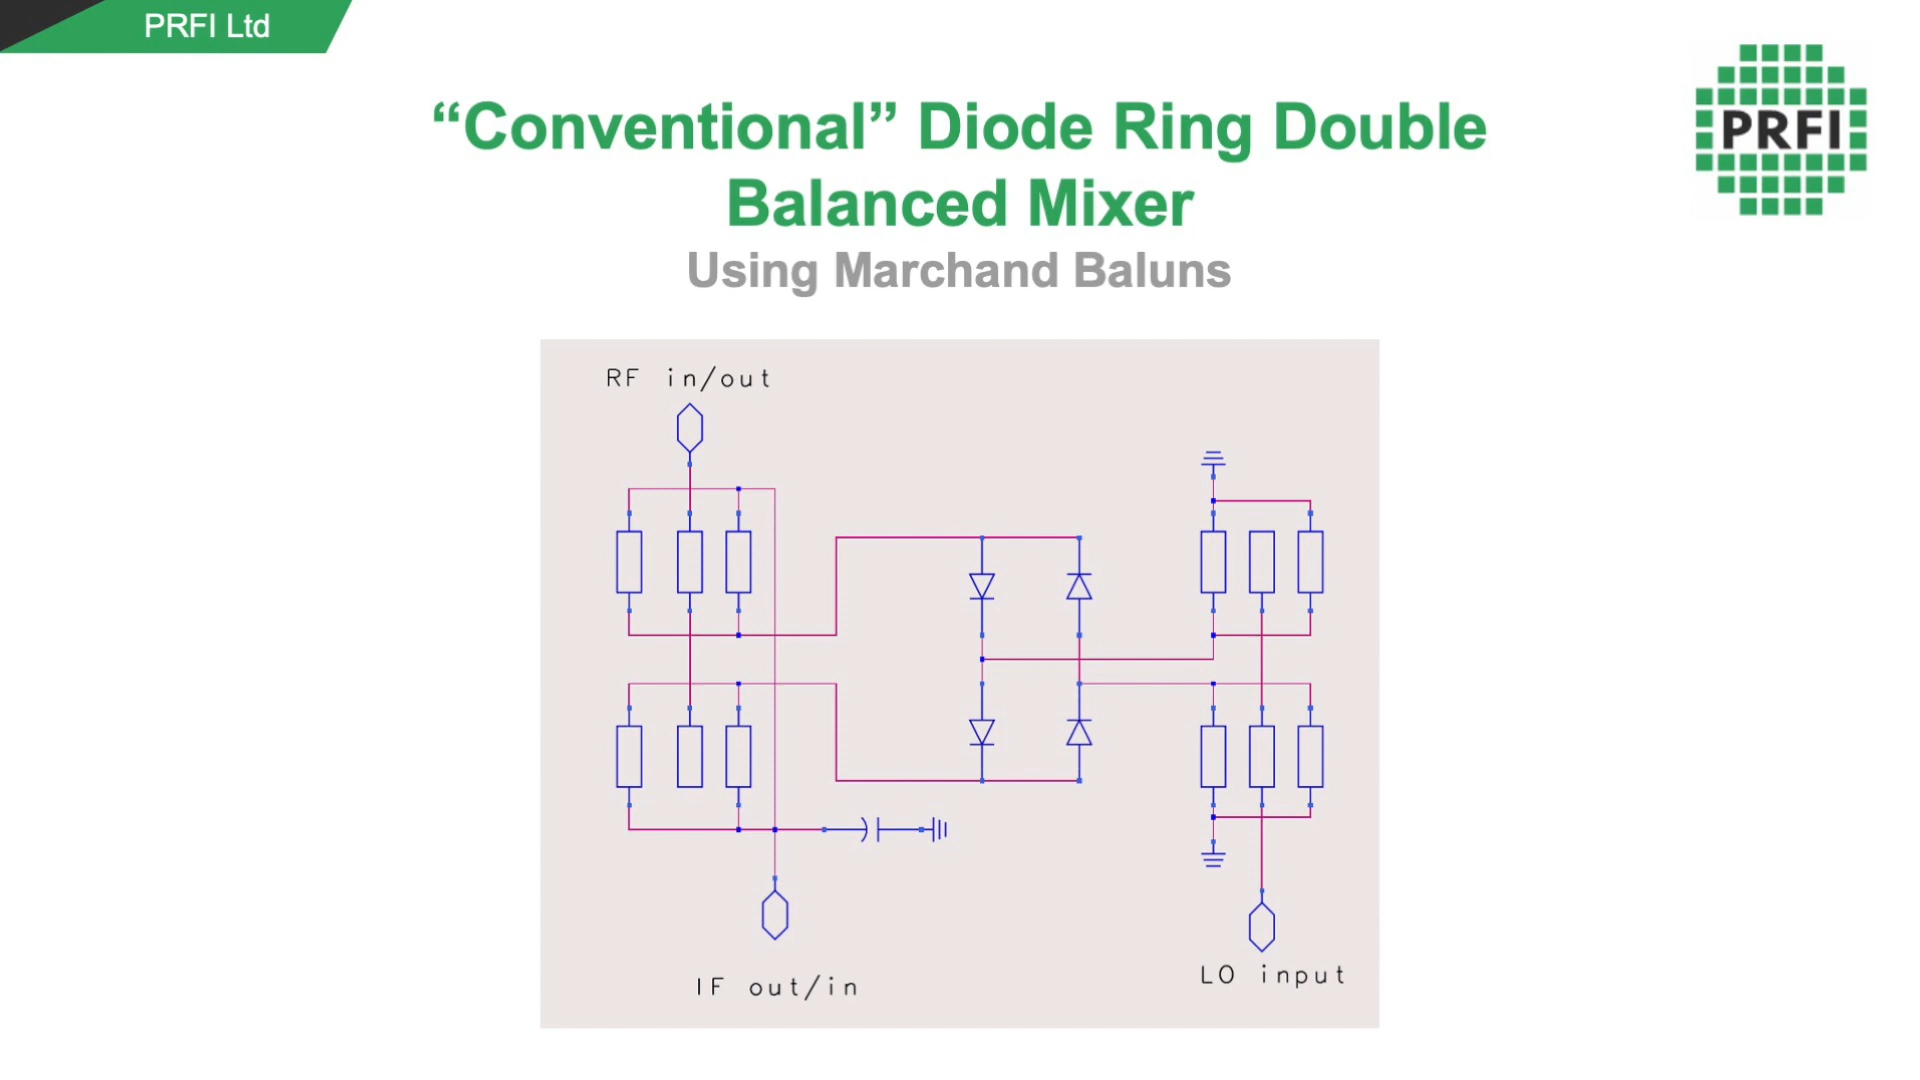 PRFI Ltd
“Conventional” Diode Ring Double
Balanced Mixer
Using Marchand Baluns
PRFI
RF in/out
IF out/in
LO input